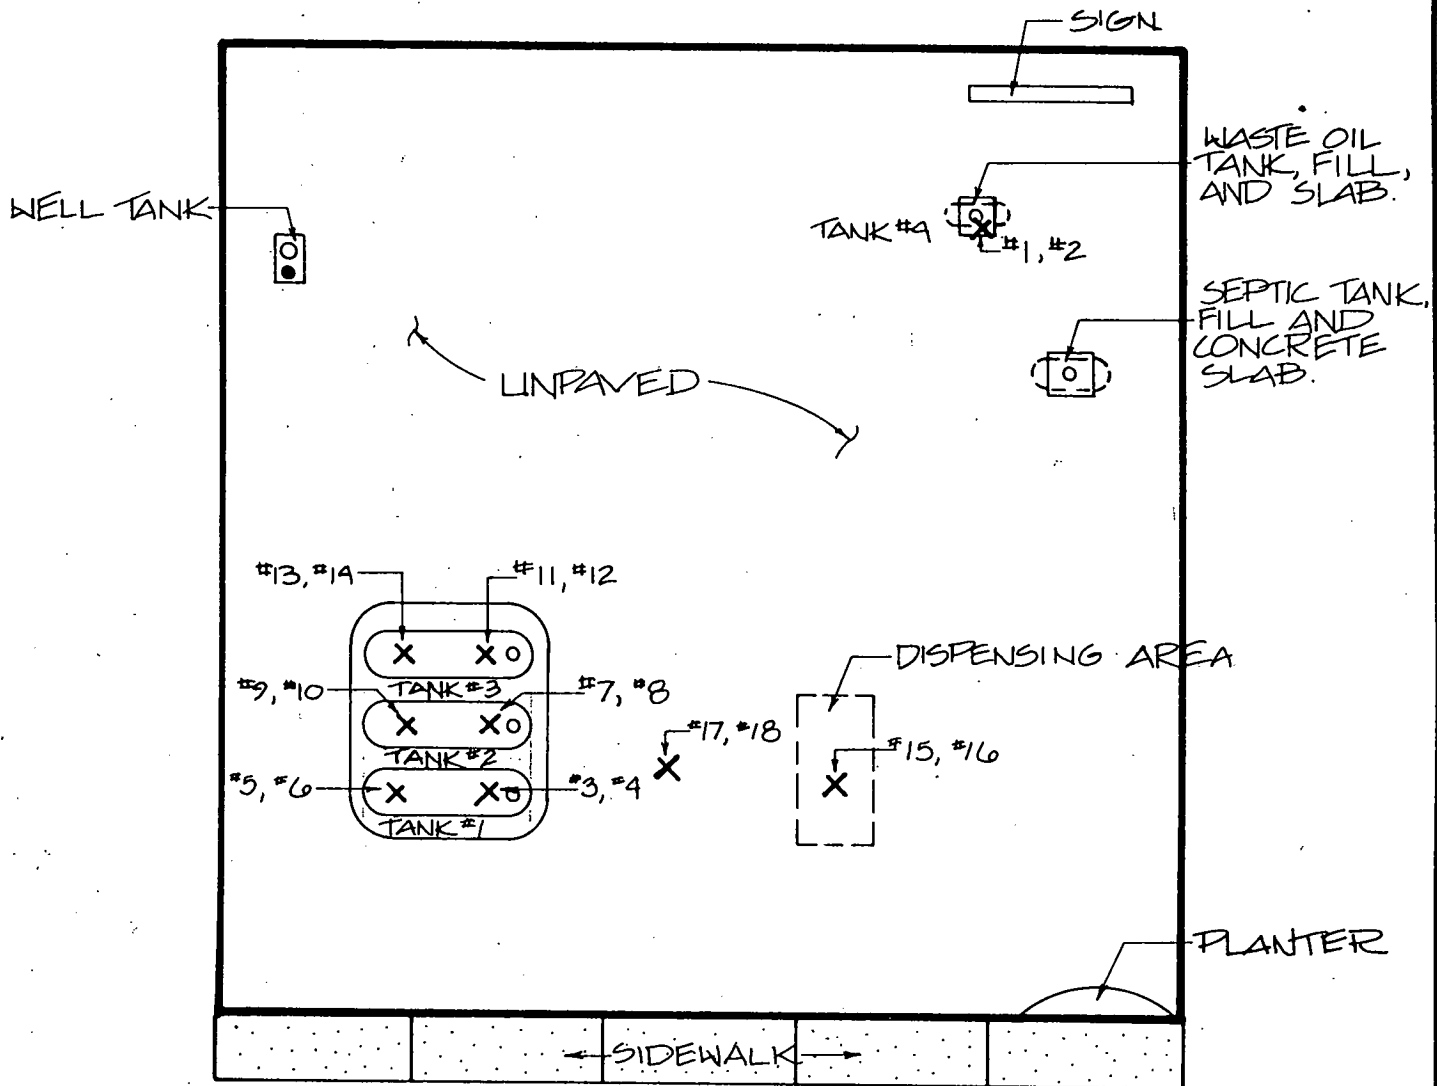 SIGN
WASTE OIL
TANK, FILL,
AND SLAB.
WELL TANK
TANK #4
#1, #2
SEPTIC TANK,
FILL AND
CONCRETE
SLAB.
UNPAVED
#13, #14
#11, #12
DISPENSING AREA
TANK #3
#9, #10
#7, #8
#17, #18
#15, #16
TANK #2
#5, #6
#3, #4
TANK #1
PLANTER
SIDEWALK